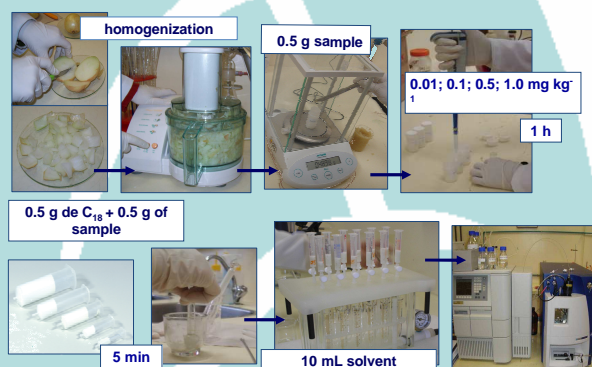 homogenization
0.5 g sample
0.01; 0.1; 0.5; 1.0 mg kg⁻
1
1 h
0.5 g de C₁₈ + 0.5 g of
sample
5 min
10 mL solvent